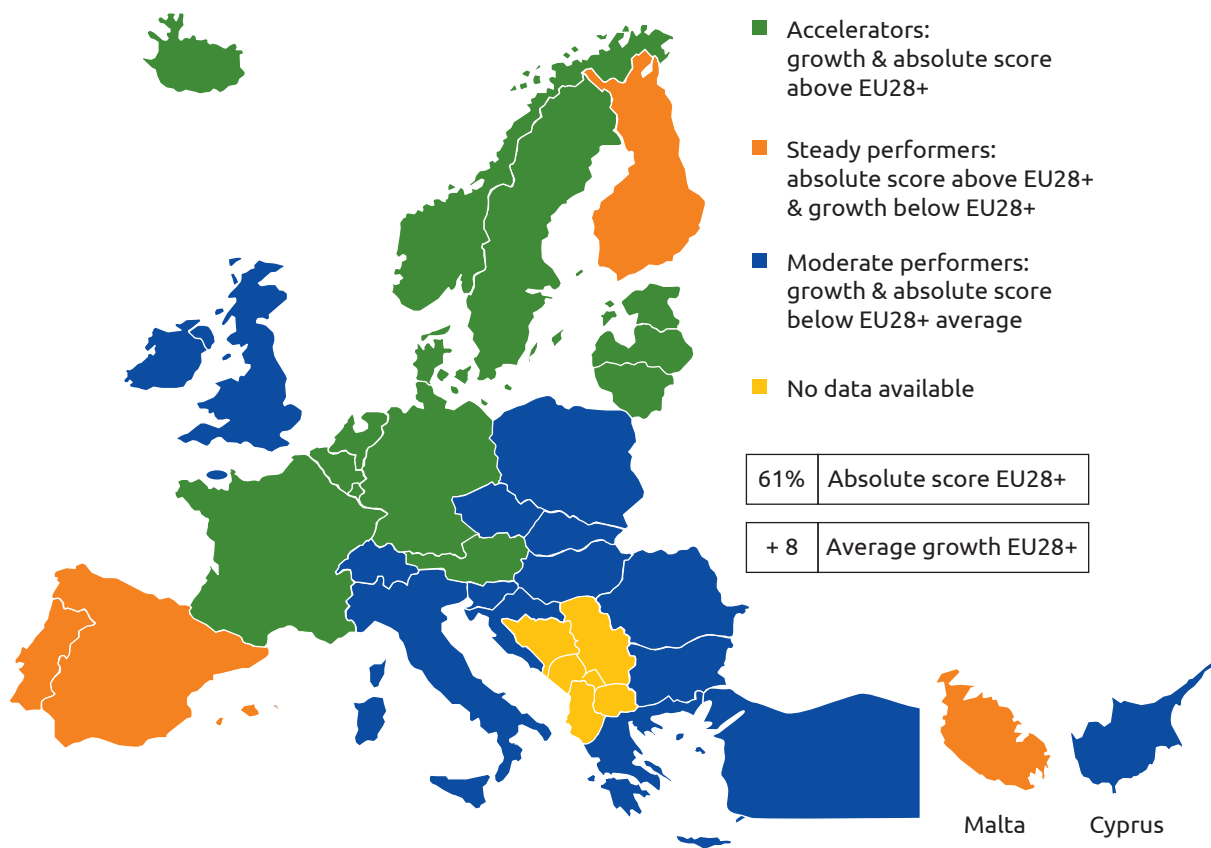 Accelerators:
growth & absolute score
above EU28+
Steady performers:
absolute score above EU28+
& growth below EU28+
Moderate performers:
growth & absolute score
below EU28+ average
No data available
61% Absolute score EU28+
+ 8 Average growth EU28+
Malta
Cyprus